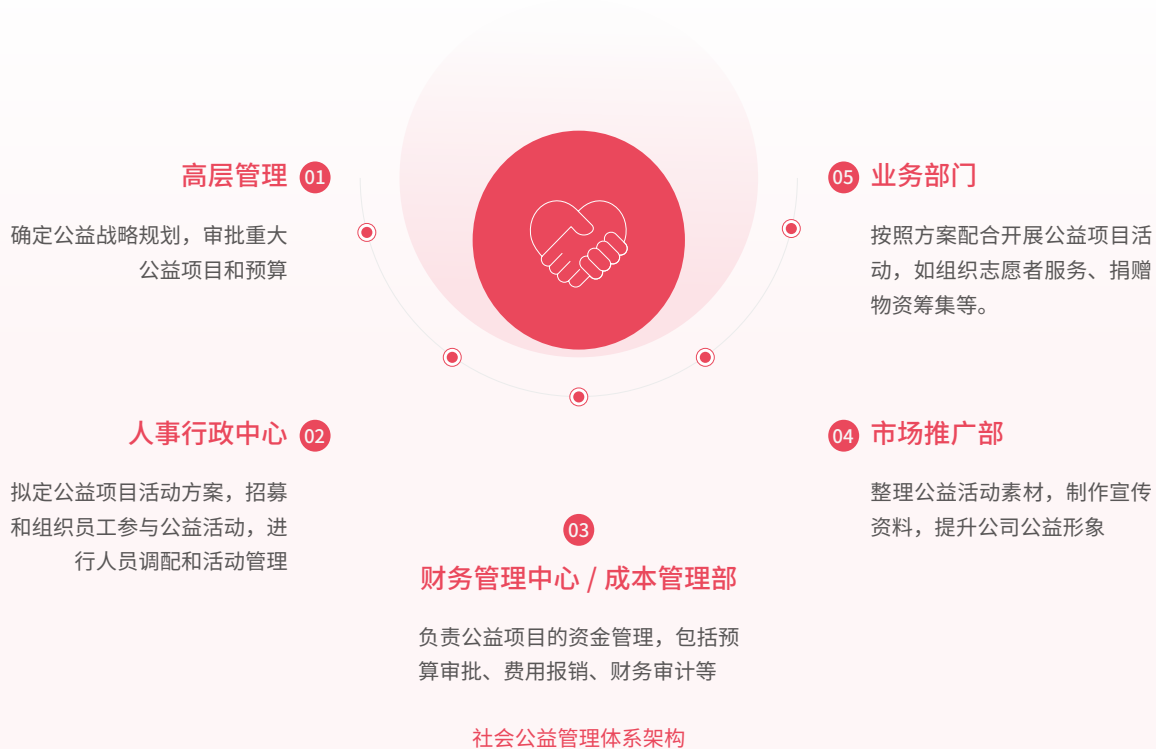 高层管理 01
确定公益战略规划，审批重大
公益项目和预算
人事行政中心 02
拟定公益项目活动方案，招募
和组织员工参与公益活动，进
行人员调配和活动管理
03
财务管理中心 / 成本管理部
负责公益项目的资金管理，包括预
算审批、费用报销、财务审计等
04 市场推广部
整理公益活动素材，制作宣传
资料，提升公司公益形象
05 业务部门
按照方案配合开展公益项目活
动，如组织志愿者服务、捐赠
物资筹集等。
社会公益管理体系架构